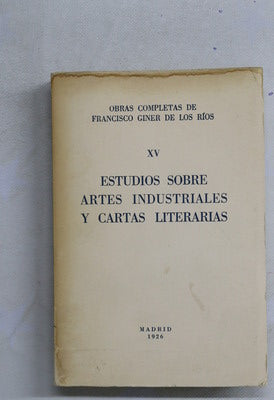 OBRAS COMPLETAS DE
FRANCISCO GINER DE LOS RÍOS
XV
ESTUDIOS SOBRE
ARTES INDUSTRIALES
Y CARTAS LITERARIAS
MADRID
1926